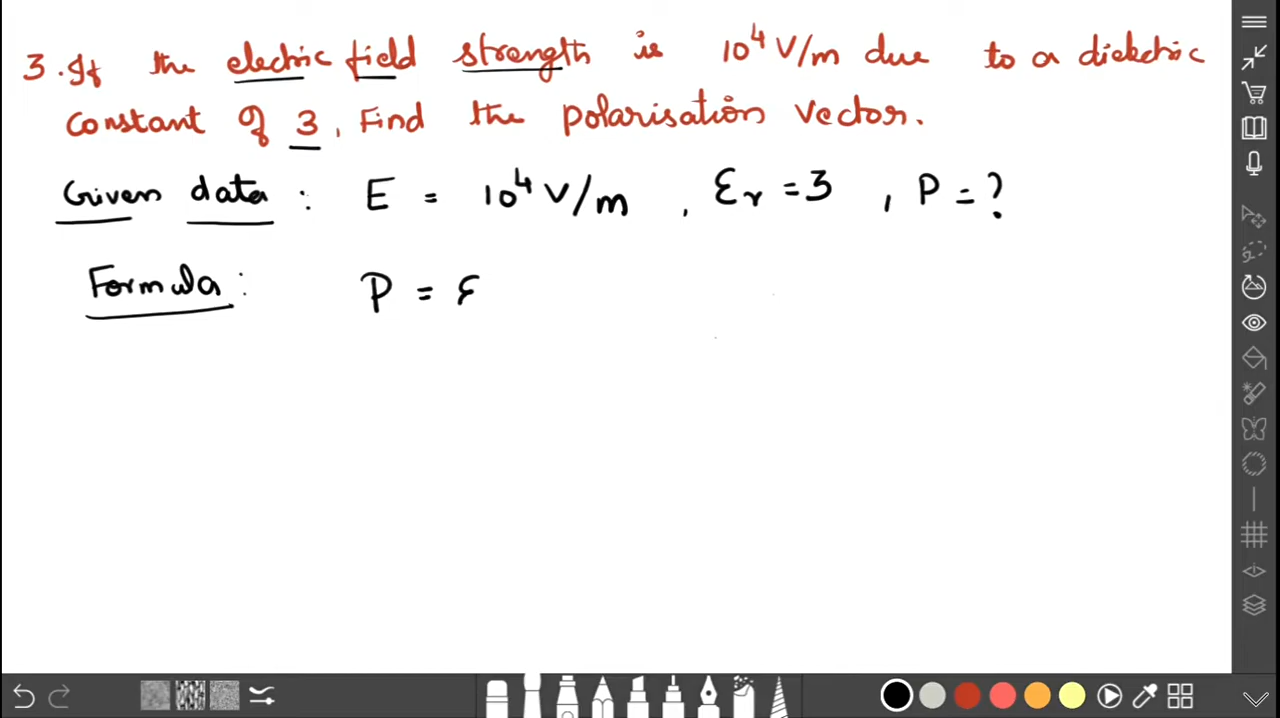 3. If the electric field strength is 10⁴ V/m due to a dielectric
constant of 3, Find the polarisation vector.
Given data : E = 10⁴ V/m , εr = 3 , P = ?
Formula : P = ε